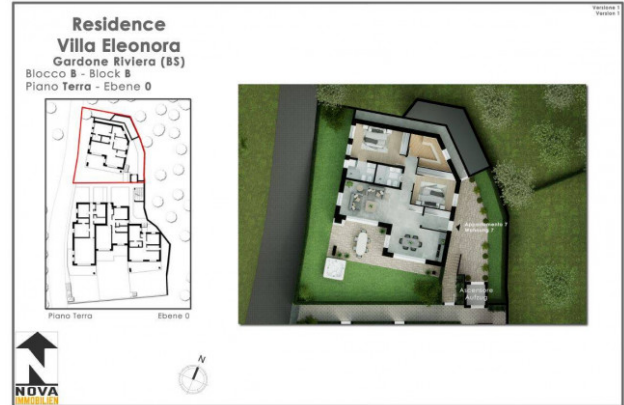 Versione 1
Version 1
Residence
Villa Eleonora
Gardone Riviera (BS)
Blocco B - Block B
Piano Terra - Ebene 0
Appartamento 7
Wohnung 7
Ascensore
Aufzug
Piano Terra Ebene 0
N
NOVA
IMMOBILIEN